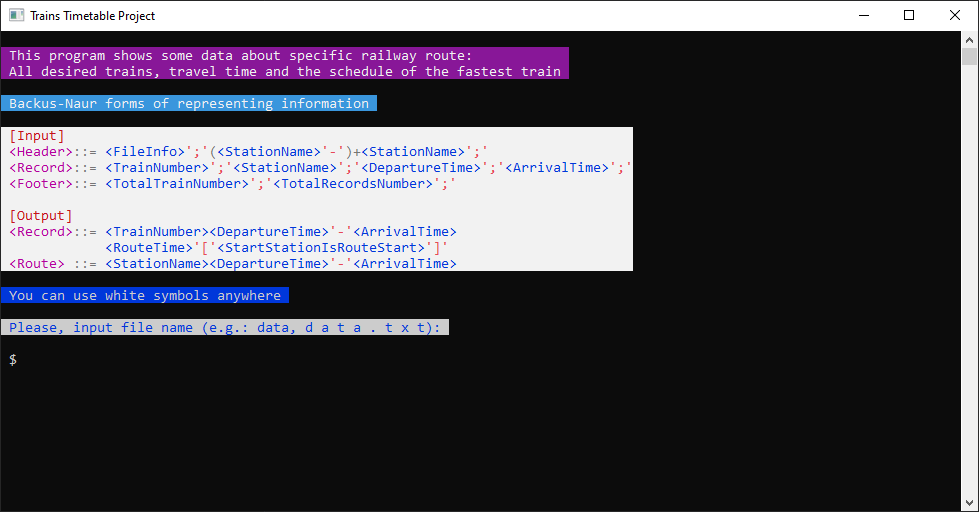 Trains Timetable Project
This program shows some data about specific railway route:
All desired trains, travel time and the schedule of the fastest train
Backus-Naur forms of representing information
[Input]
<Header>::= <FileInfo>';'(<StationName>'-')+<StationName>';'
<Record>::= <TrainNumber>';'<StationName>';'<DepartureTime>';'<ArrivalTime>';'
<Footer>::= <TotalTrainNumber>';'<TotalRecordsNumber>';'
[Output]
<Record>::= <TrainNumber><DepartureTime>'-'<ArrivalTime>
<RouteTime>'['<StartStationIsRouteStart>']'
<Route> ::= <StationName><DepartureTime>'-'<ArrivalTime>
You can use white symbols anywhere
Please, input file name (e.g.: data, d a t a . t x t):
$